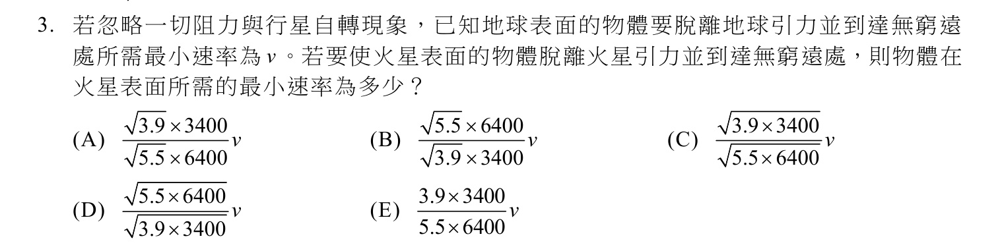 3. 若忽略一切阻力與行星自轉現象，已知地球表面的物體要脫離地球引力並到達無窮遠
處所需最小速率為 v 。若要使火星表面的物體脫離火星引力並到達無窮遠處，則物體在
火星表面所需的最小速率為多少？
(A) $\frac{\sqrt{3.9}\times 3400}{\sqrt{5.5}\times 6400}v$ (B) $\frac{\sqrt{5.5}\times 6400}{\sqrt{3.9}\times 3400}v$ (C) $\frac{\sqrt{3.9\times 3400}}{\sqrt{5.5\times 6400}}v$
(D) $\frac{\sqrt{5.5\times 6400}}{\sqrt{3.9\times 3400}}v$ (E) $\frac{3.9\times 3400}{5.5\times 6400}v$